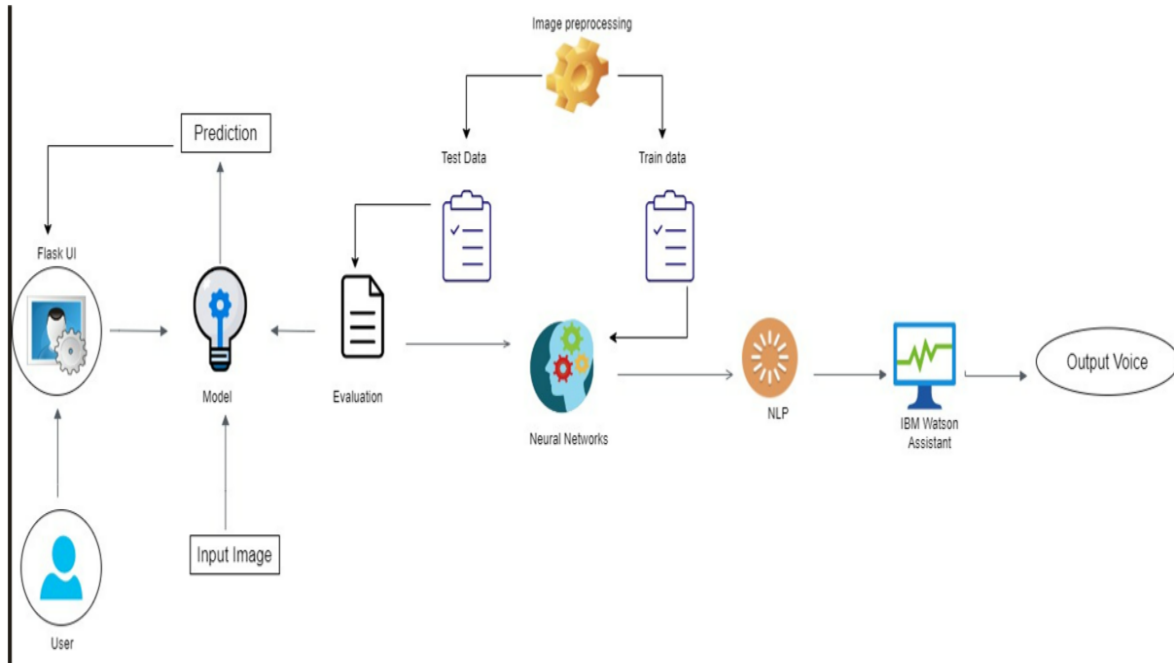 Image preprocessing
Prediction
Test Data
Train data
Flask UI
Model
Evaluation
Neural Networks
NLP
IBM Watson
Assistant
Output Voice
Input Image
User